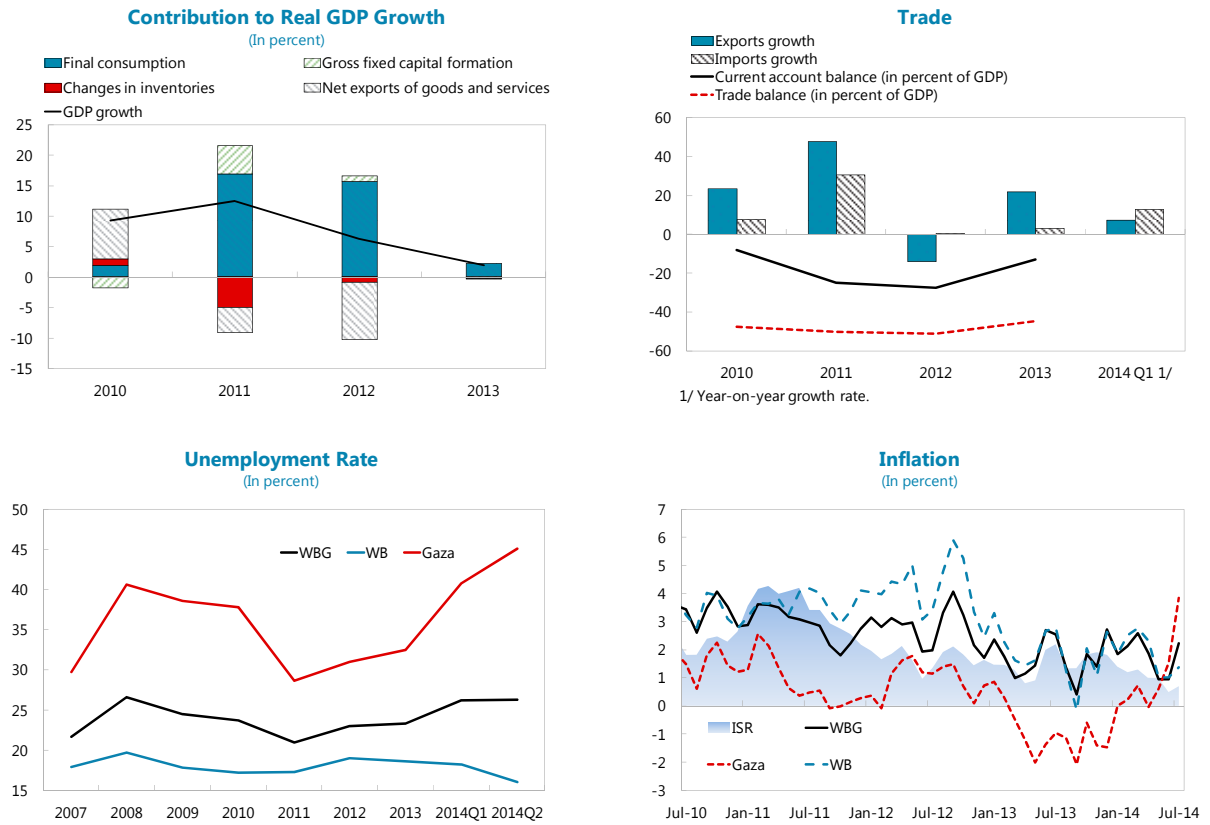 Contribution to Real GDP Growth
(In percent)
Final consumption
Gross fixed capital formation
Changes in inventories
Net exports of goods and services
GDP growth
25
20
15
10
5
0
-5
-10
-15
2010
2011
2012
2013
Trade
Exports growth
Imports growth
Current account balance (in percent of GDP)
Trade balance (in percent of GDP)
60
40
20
0
-20
-40
-60
2010
2011
2012
2013
2014 Q1 1/
1/ Year-on-year growth rate.
Unemployment Rate
(In percent)
50
45
40
35
30
25
20
15
WBG
WB
Gaza
2007
2008
2009
2010
2011
2012
2013
2014Q1
2014Q2
Inflation
(In percent)
7
6
5
4
3
2
1
0
-1
-2
-3
ISR
WBG
Gaza
WB
Jul-10
Jan-11
Jul-11
Jan-12
Jul-12
Jan-13
Jul-13
Jan-14
Jul-14